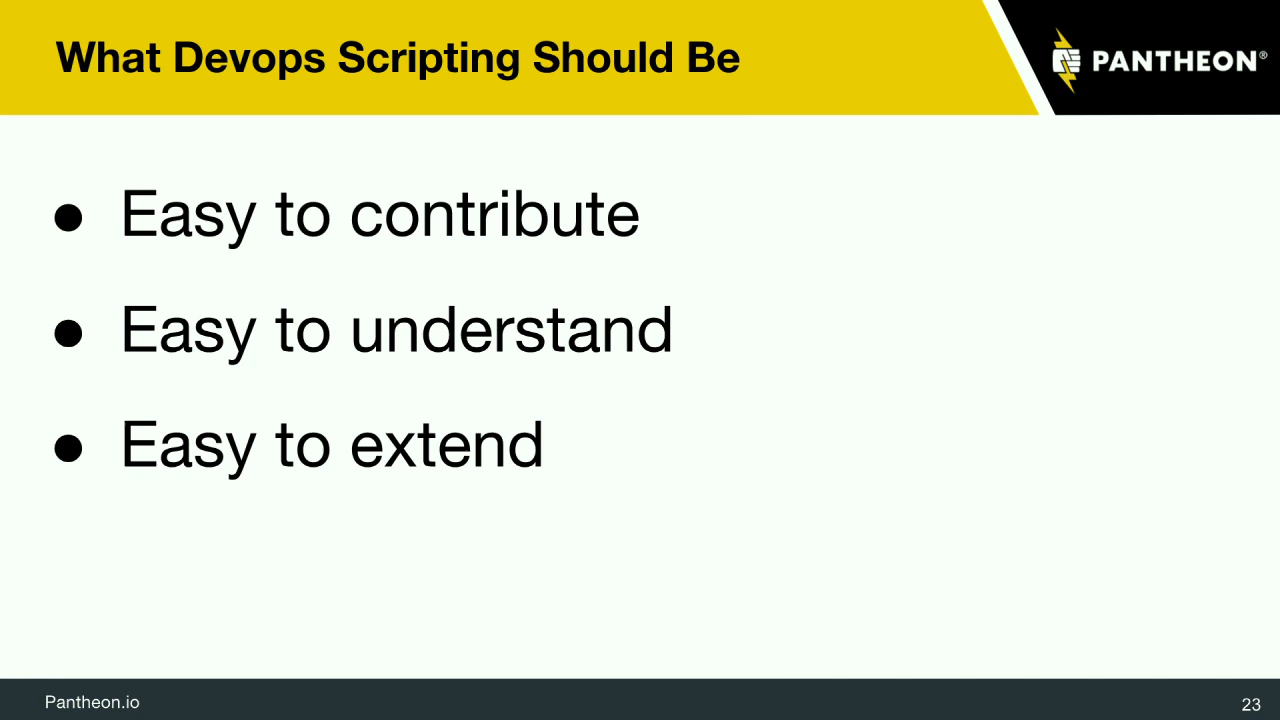 What Devops Scripting Should Be
PANTHEON®
● Easy to contribute
● Easy to understand
● Easy to extend
Pantheon.io
23